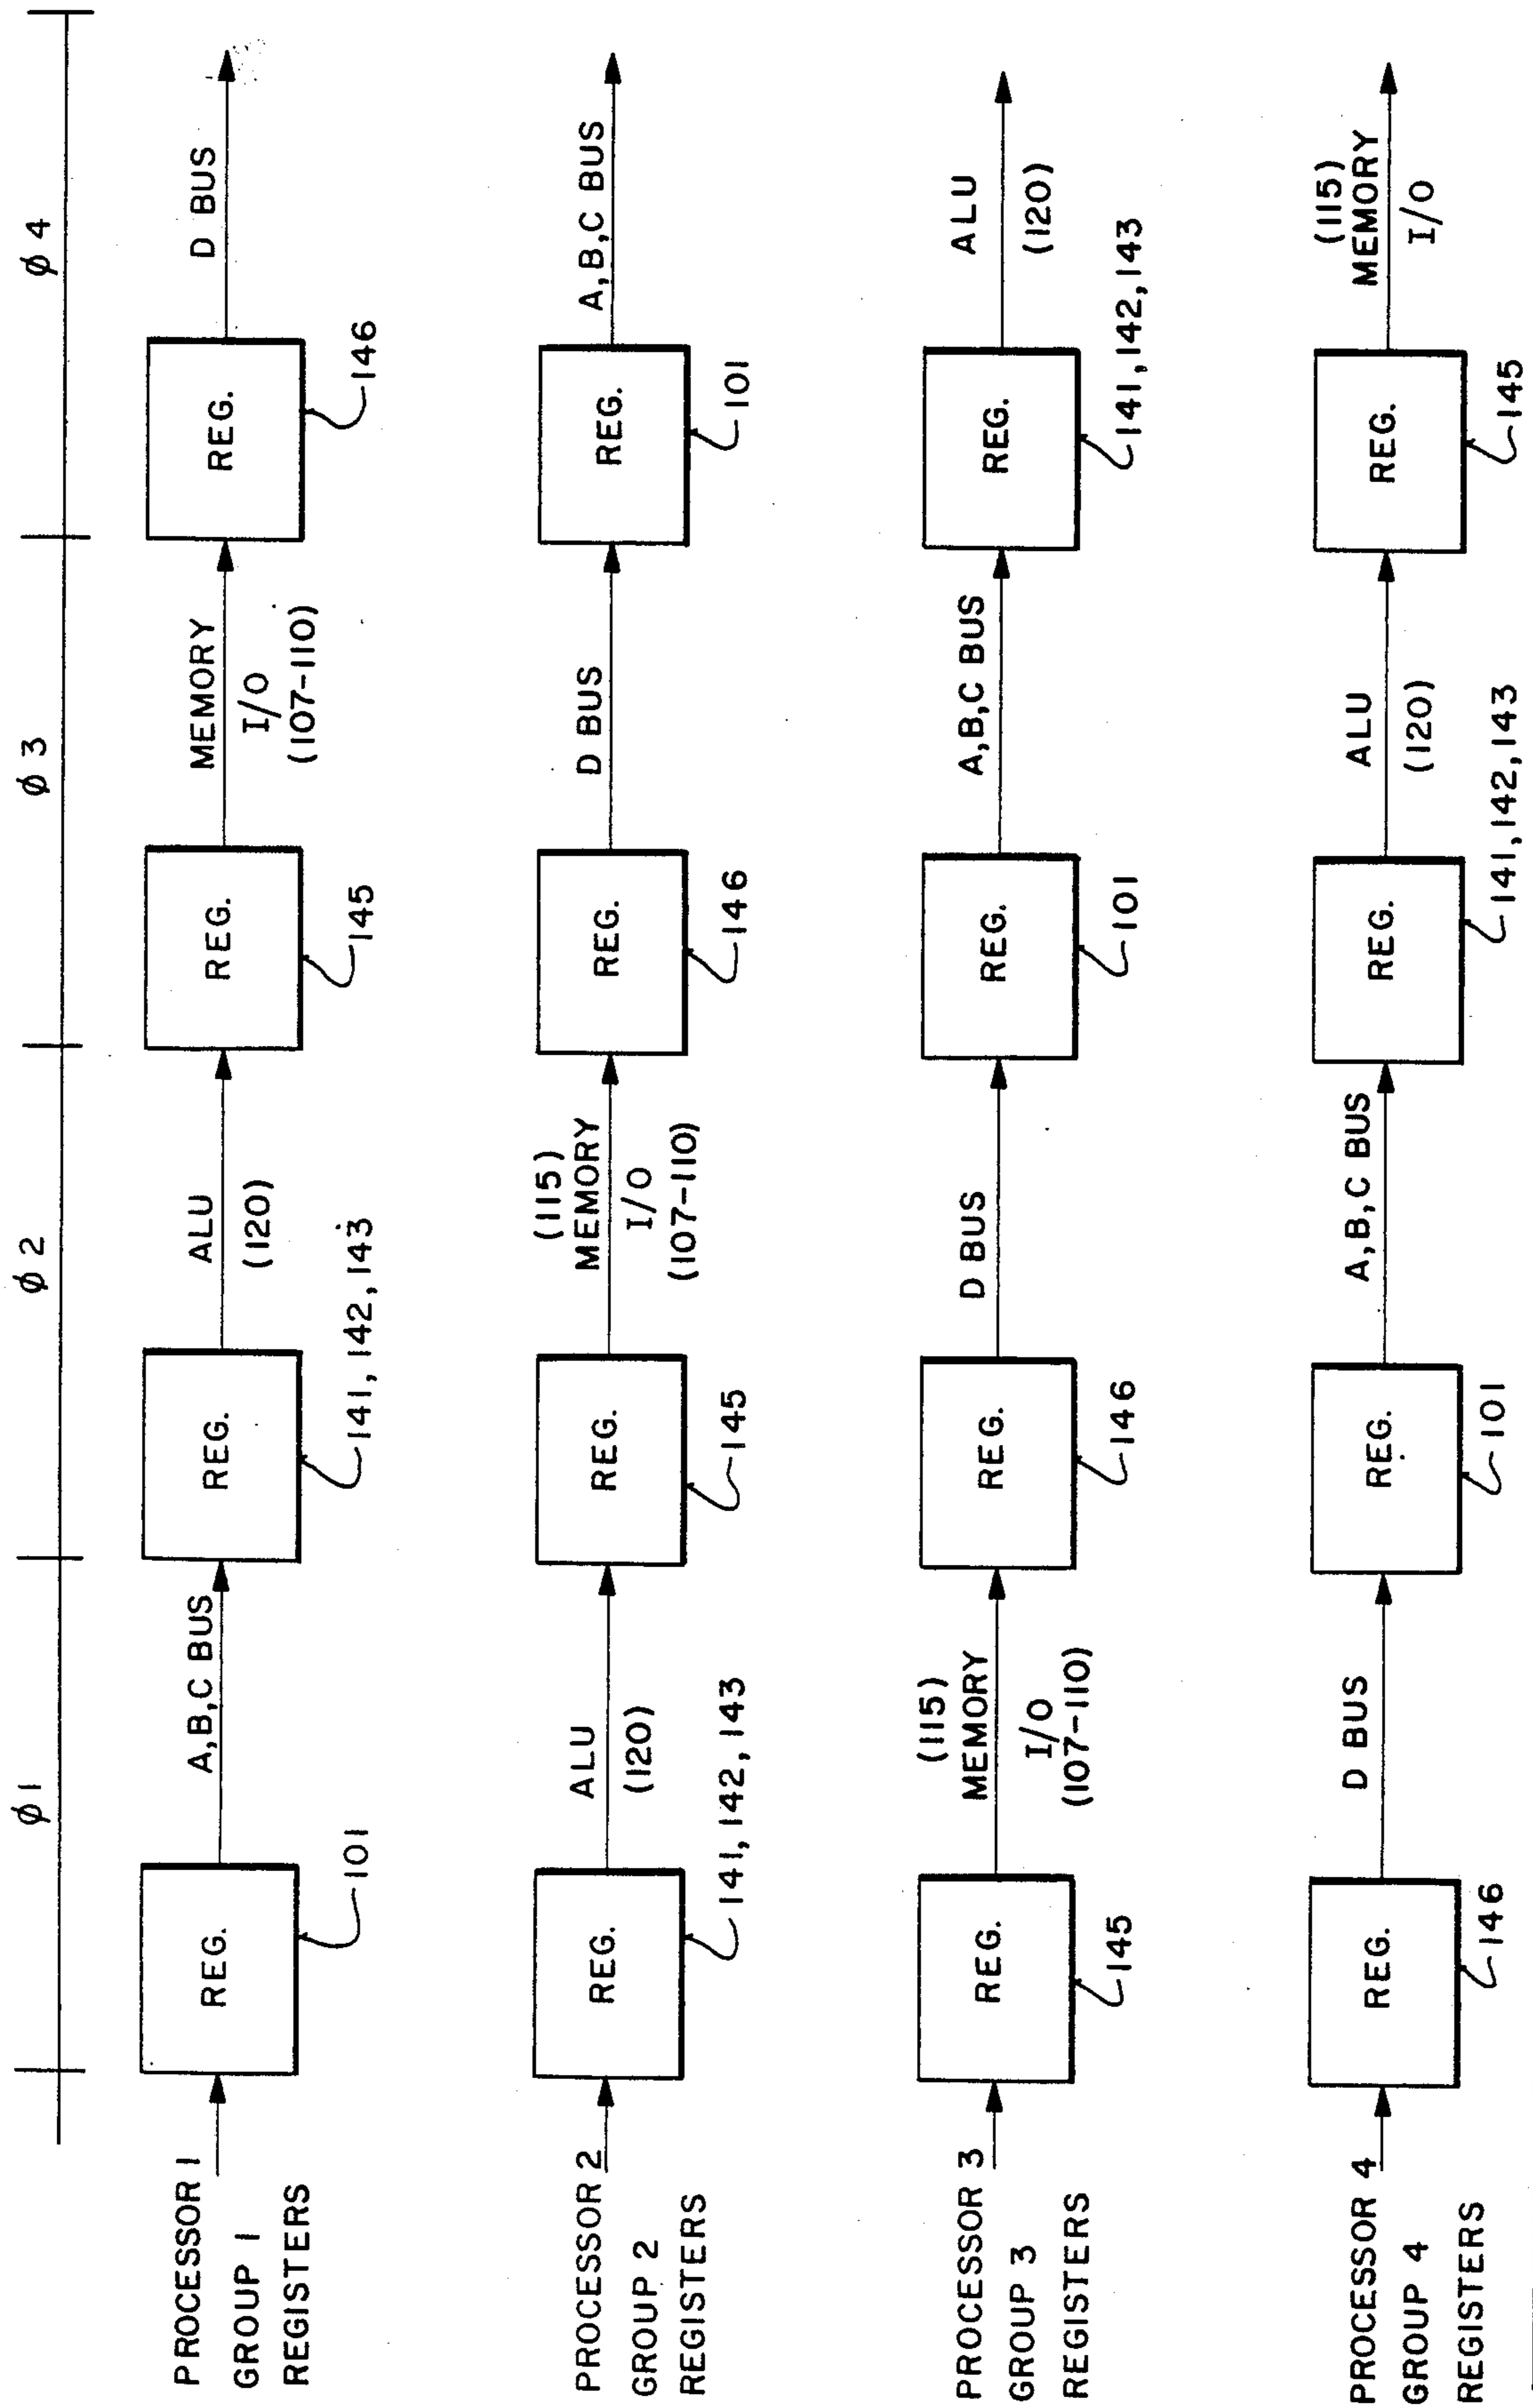 ø 1 ø 2 ø 3 ø 4
PROCESSOR 1
GROUP 1
REGISTERS
REG.
101
A,B,C BUS
REG.
141, 142, 143
ALU
(120)
REG.
145
MEMORY
I/O
(107-110)
REG.
146
D BUS
PROCESSOR 2
GROUP 2
REGISTERS
REG.
141, 142, 143
ALU
(120)
REG.
145
(115)
MEMORY
I/O
(107-110)
REG.
146
D BUS
REG.
101
A,B,C BUS
PROCESSOR 3
GROUP 3
REGISTERS
REG.
145
(115)
MEMORY
I/O
(107-110)
REG.
146
D BUS
REG.
101
A,B,C BUS
REG.
141, 142, 143
ALU
(120)
PROCESSOR 4
GROUP 4
REGISTERS
REG.
146
D BUS
REG.
101
A,B,C BUS
REG.
141, 142, 143
ALU
(120)
REG.
145
(115)
MEMORY
I/O